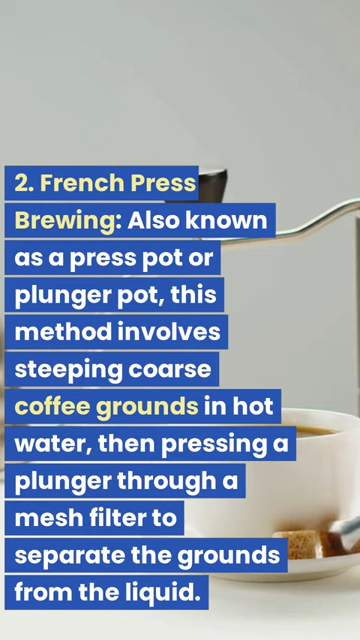 2. French Press
Brewing: Also known
as a press pot or
plunger pot, this
method involves
steeping coarse
coffee grounds in hot
water, then pressing a
plunger through a
mesh filter to
separate the grounds
from the liquid.